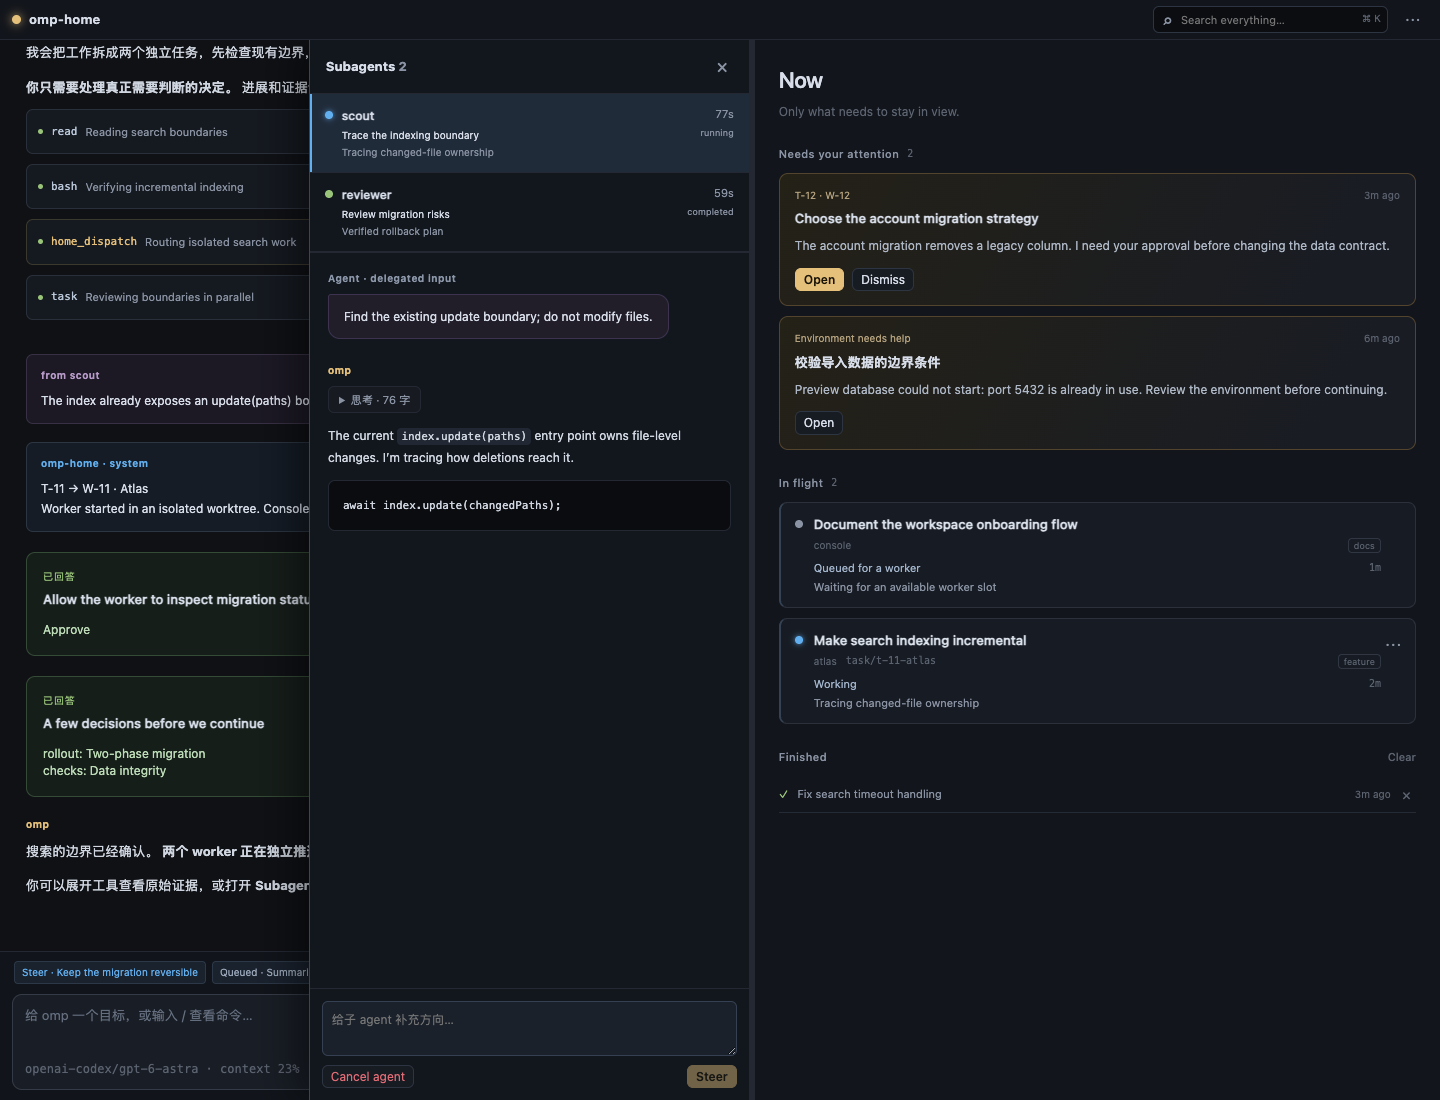 omp-home
Search everything...
⌘ K
我会把工作拆成两个独立任务，先检查现有边界,
你只需要处理真正需要判断的决定。 进展和证据
read Reading search boundaries
bash Verifying incremental indexing
home_dispatch Routing isolated search work
task Reviewing boundaries in parallel
from scout
The index already exposes an update(paths) bo
omp-home · system
T-11 → W-11 · Atlas
Worker started in an isolated worktree. Console
已回答
Allow the worker to inspect migration statu
Approve
已回答
A few decisions before we continue
rollout: Two-phase migration
checks: Data integrity
omp
搜索的边界已经确认。 两个 worker 正在独立推
你可以展开工具查看原始证据，或打开 Subagen
Steer · Keep the migration reversible
Queued · Summari
给 omp 一个目标，或输入 / 查看命令...
openai-codex/gpt-6-astra · context 23%
Subagents 2
scout 77s
Trace the indexing boundary running
Tracing changed-file ownership
reviewer 59s
Review migration risks completed
Verified rollback plan
Agent · delegated input
Find the existing update boundary; do not modify files.
omp
▶ 思考 · 76 字
The current index.update(paths) entry point owns file-level
changes. I'm tracing how deletions reach it.
await index.update(changedPaths);
给子 agent 补充方向...
Cancel agent
Steer
Now
Only what needs to stay in view.
Needs your attention 2
T-12 · W-12 3m ago
Choose the account migration strategy
The account migration removes a legacy column. I need your approval before changing the data contract.
Open
Dismiss
Environment needs help 6m ago
校验导入数据的边界条件
Preview database could not start: port 5432 is already in use. Review the environment before continuing.
Open
In flight 2
Document the workspace onboarding flow
console docs
Queued for a worker 1m
Waiting for an available worker slot
Make search indexing incremental
atlas task/t-11-atlas feature
Working 2m
Tracing changed-file ownership
Finished Clear
Fix search timeout handling 3m ago